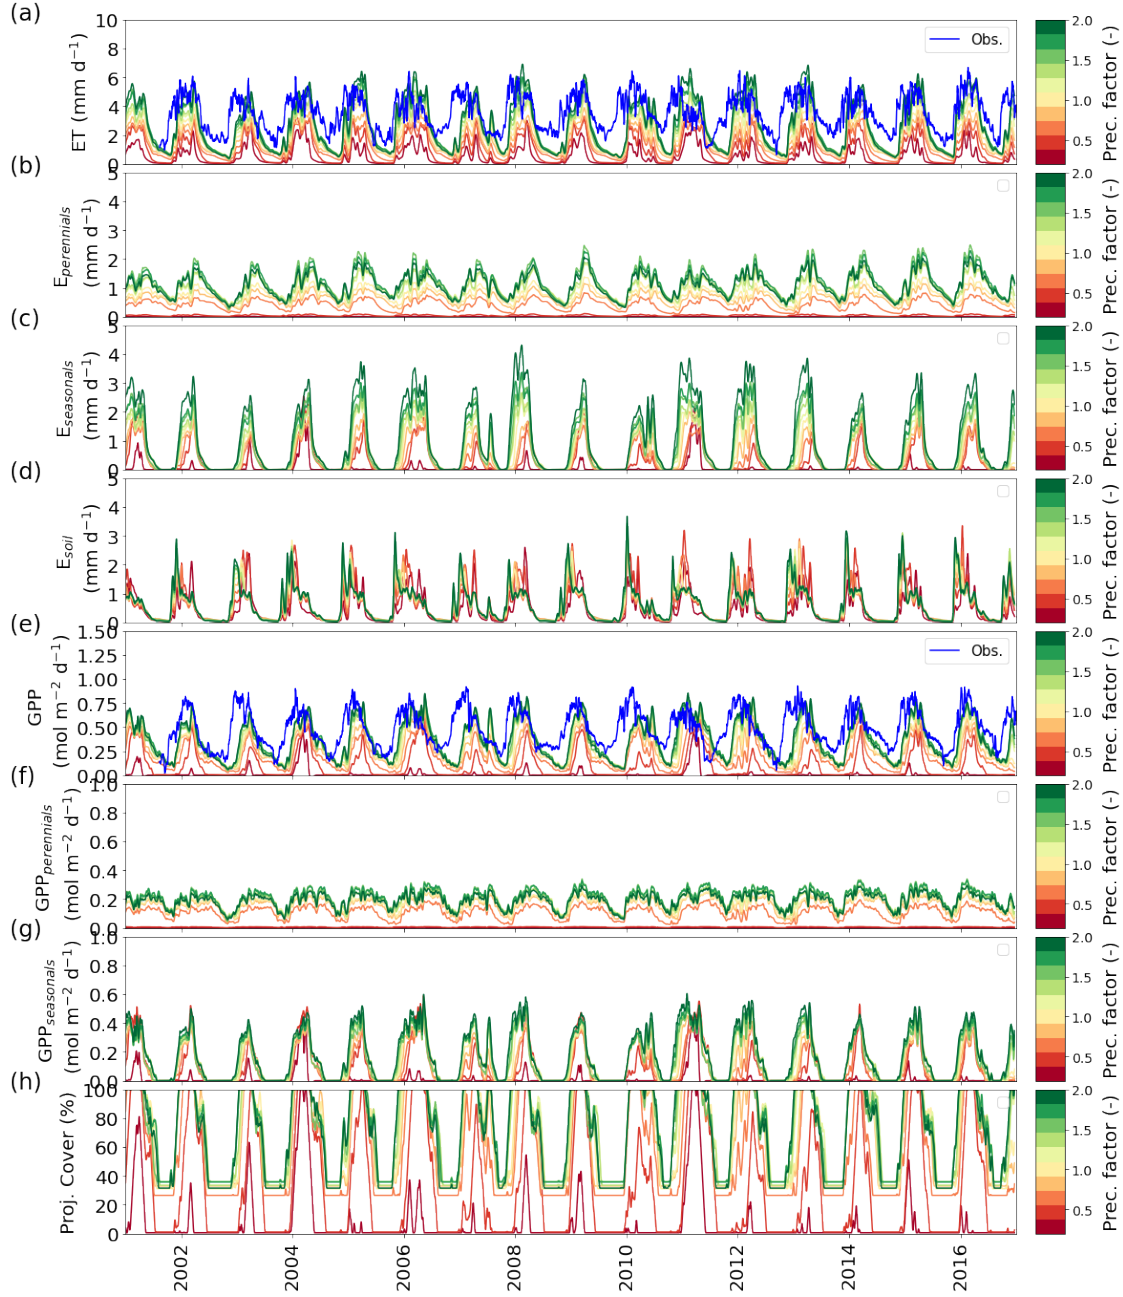 (a)
ET (mm d⁻¹)
10
8
6
4
2
0
Obs.
2.0
1.5
1.0
0.5
Prec. factor (-)
(b)
E_perennials
(mm d⁻¹)
5
4
3
2
1
0
2.0
1.5
1.0
0.5
Prec. factor (-)
(c)
E_seasonals
(mm d⁻¹)
5
4
3
2
1
0
2.0
1.5
1.0
0.5
Prec. factor (-)
(d)
E_soil
(mm d⁻¹)
5
4
3
2
1
0
2.0
1.5
1.0
0.5
Prec. factor (-)
(e)
GPP
(mol m⁻² d⁻¹)
1.50
1.25
1.00
0.75
0.50
0.25
0.00
Obs.
2.0
1.5
1.0
0.5
Prec. factor (-)
(f)
GPP_perennials
(mol m⁻² d⁻¹)
1.0
0.8
0.6
0.4
0.2
0.0
2.0
1.5
1.0
0.5
Prec. factor (-)
(g)
GPP_seasonals
(mol m⁻² d⁻¹)
1.0
0.8
0.6
0.4
0.2
0.0
2.0
1.5
1.0
0.5
Prec. factor (-)
(h)
Proj. Cover (%)
100
80
60
40
20
0
2.0
1.5
1.0
0.5
Prec. factor (-)
2002
2004
2006
2008
2010
2012
2014
2016